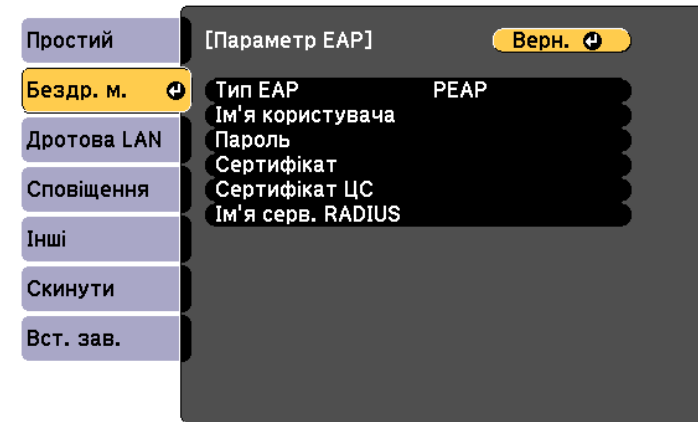 Простий
Бездр. м.
Дротова LAN
Сповіщення
Інші
Скинути
Вст. зав.
[Параметр EAP]
Верн.
Тип EAP PEAP
Ім'я користувача
Пароль
Сертифікат
Сертифікат ЦС
Ім'я серв. RADIUS